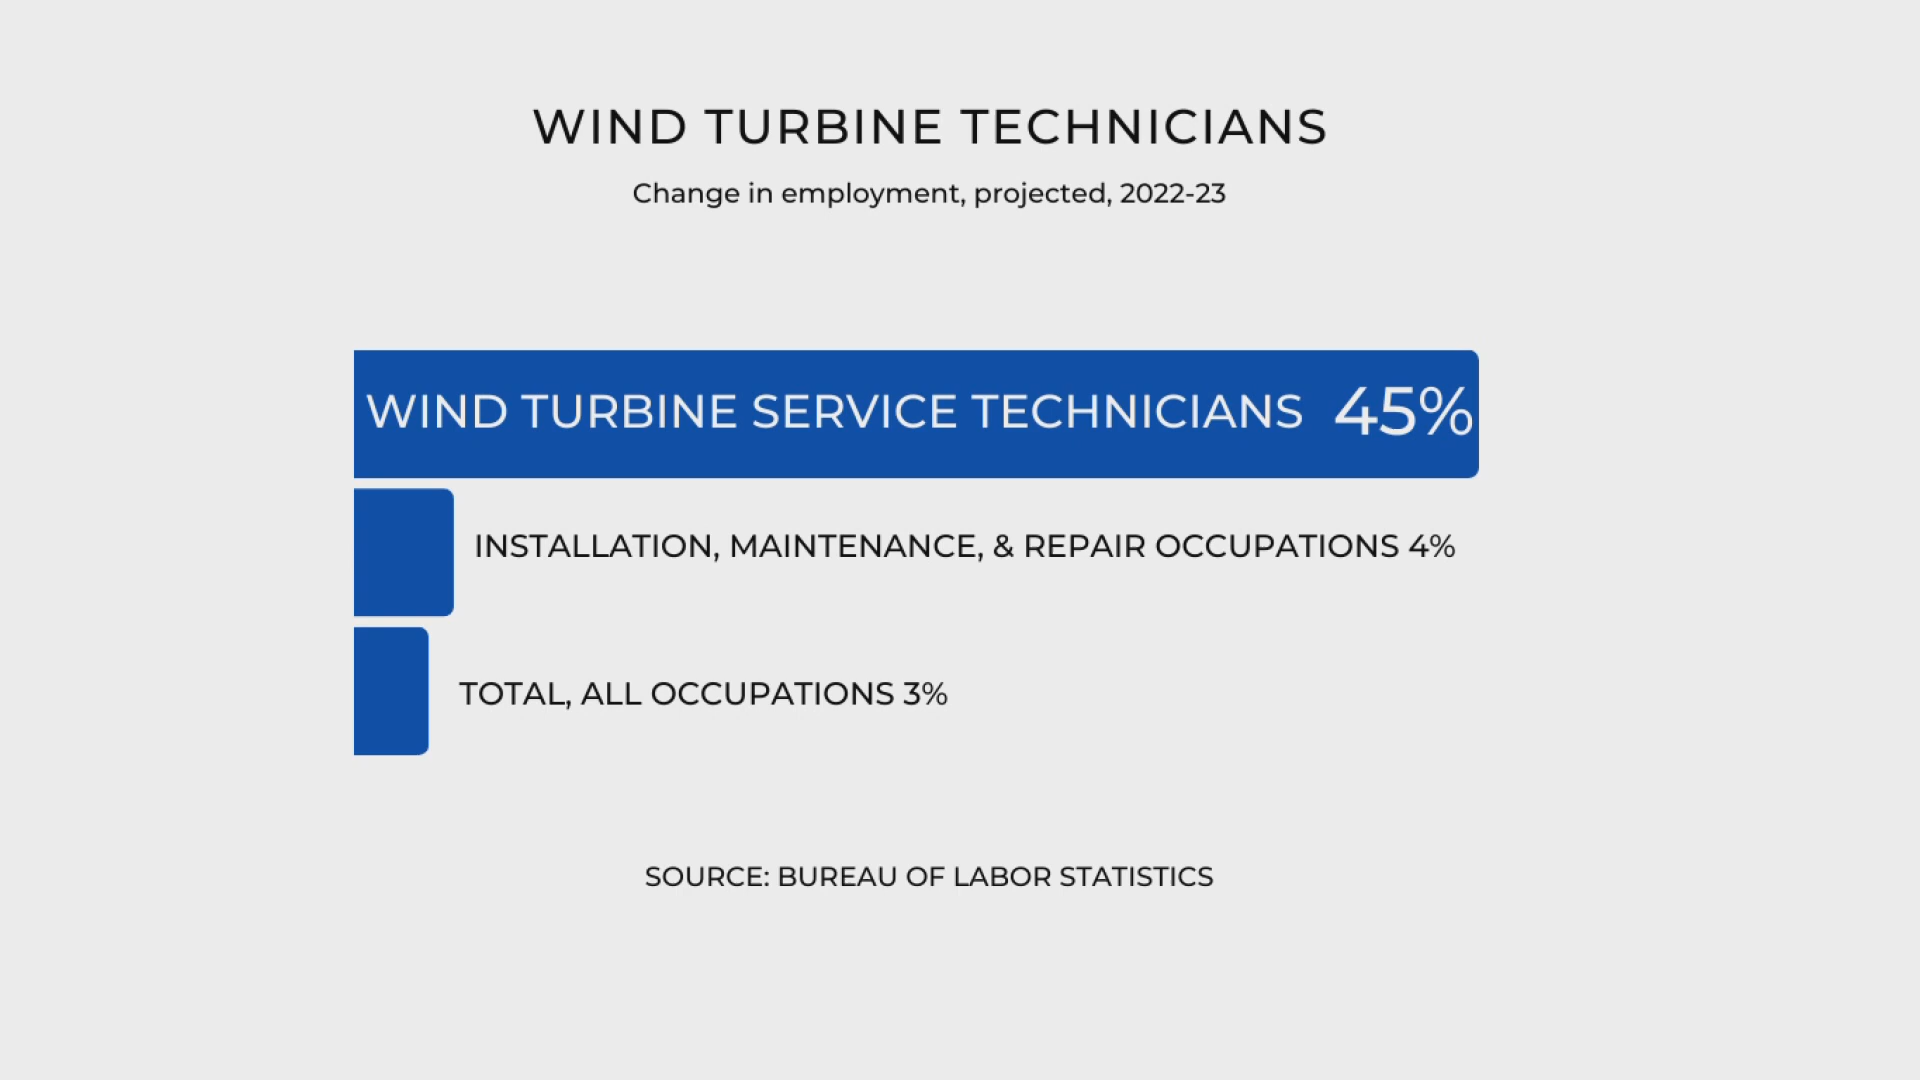 WIND TURBINE TECHNICIANS
Change in employment, projected, 2022-23
WIND TURBINE SERVICE TECHNICIANS 45%
INSTALLATION, MAINTENANCE, & REPAIR OCCUPATIONS 4%
TOTAL, ALL OCCUPATIONS 3%
SOURCE: BUREAU OF LABOR STATISTICS